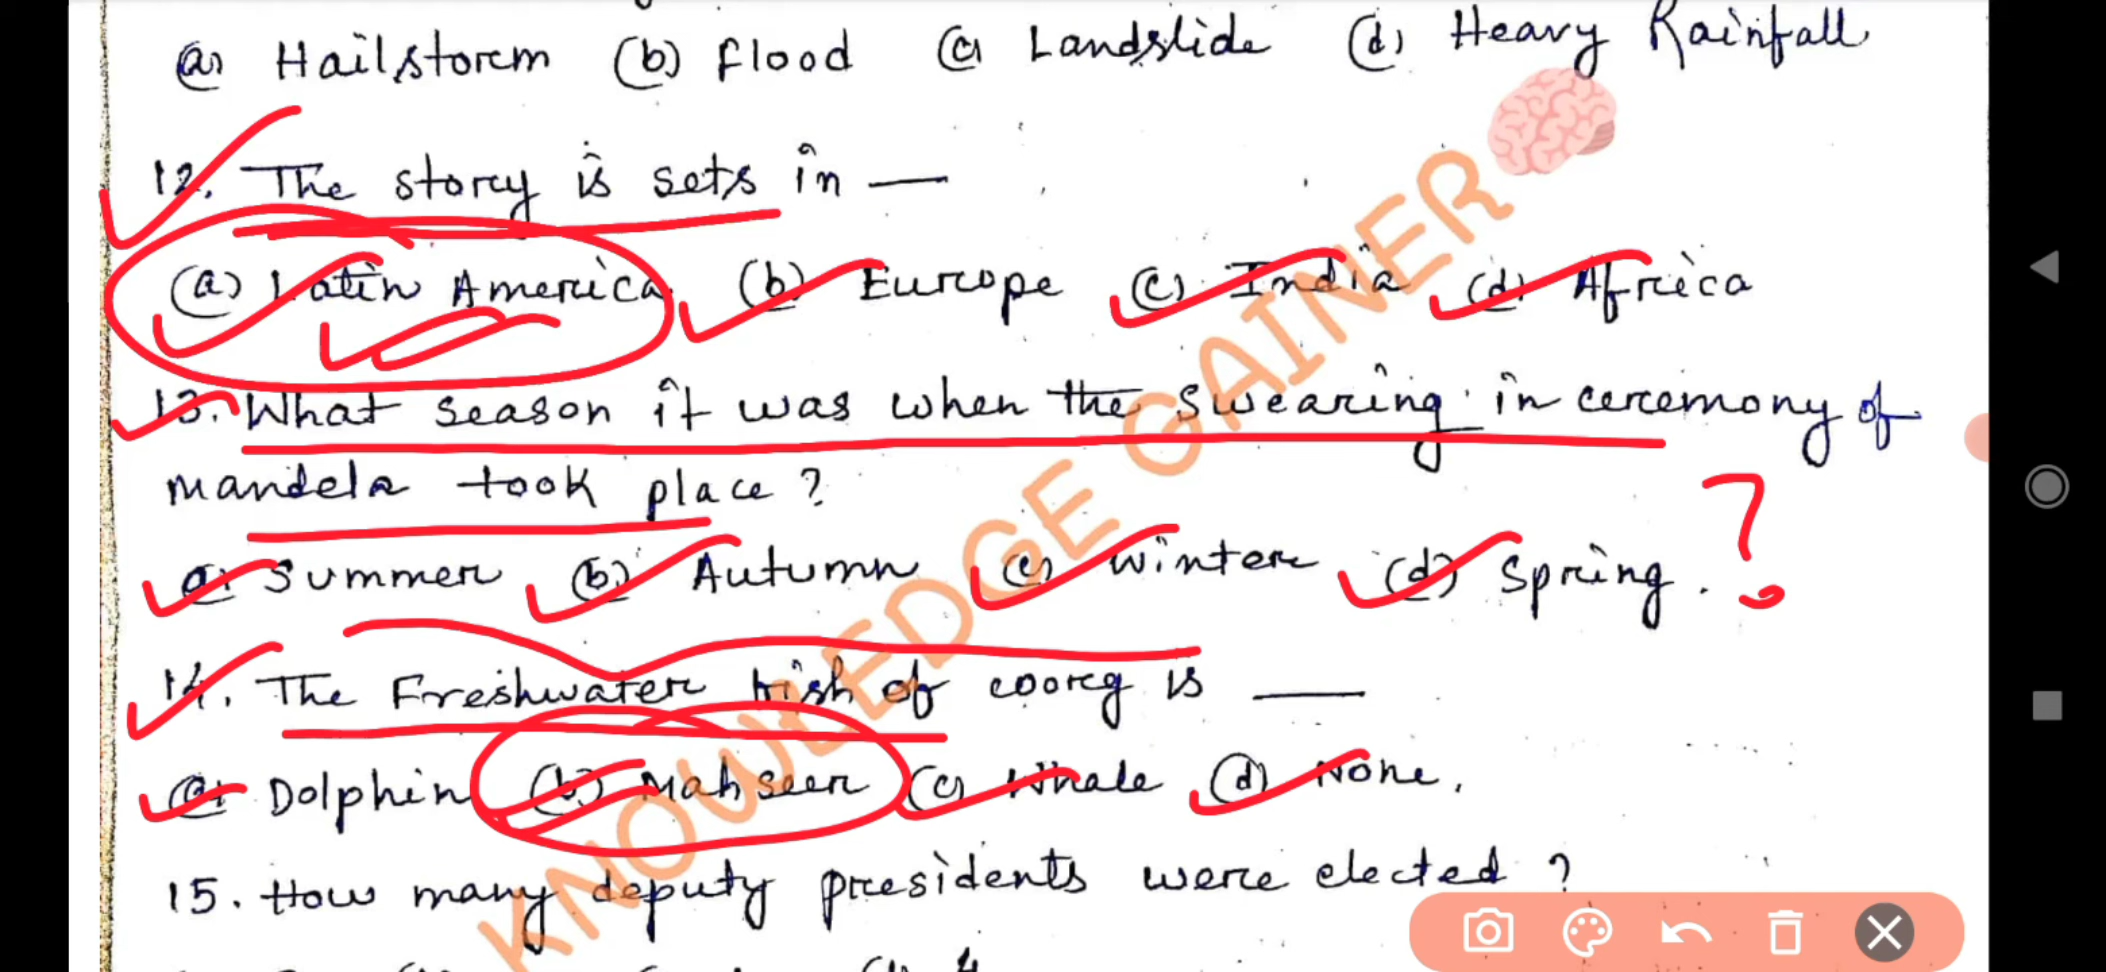 (a) Hailstorm (b) flood (c) Landslide (d) Heavy Rainfall
12. The story is sets in —
(a) Latin America (b) Europe (c) India (d) Africa
13. What season it was when the swearing in ceremony of
mandela took place ?
(a) Summer (b) Autumn (c) Winter (d) Spring. ?
14. The Freshwater fish of coorg is —
(a) Dolphin (b) Mahseer (c) Whale (d) None.
15. How many deputy presidents were elected ?
KNOWLEDGE GAINER